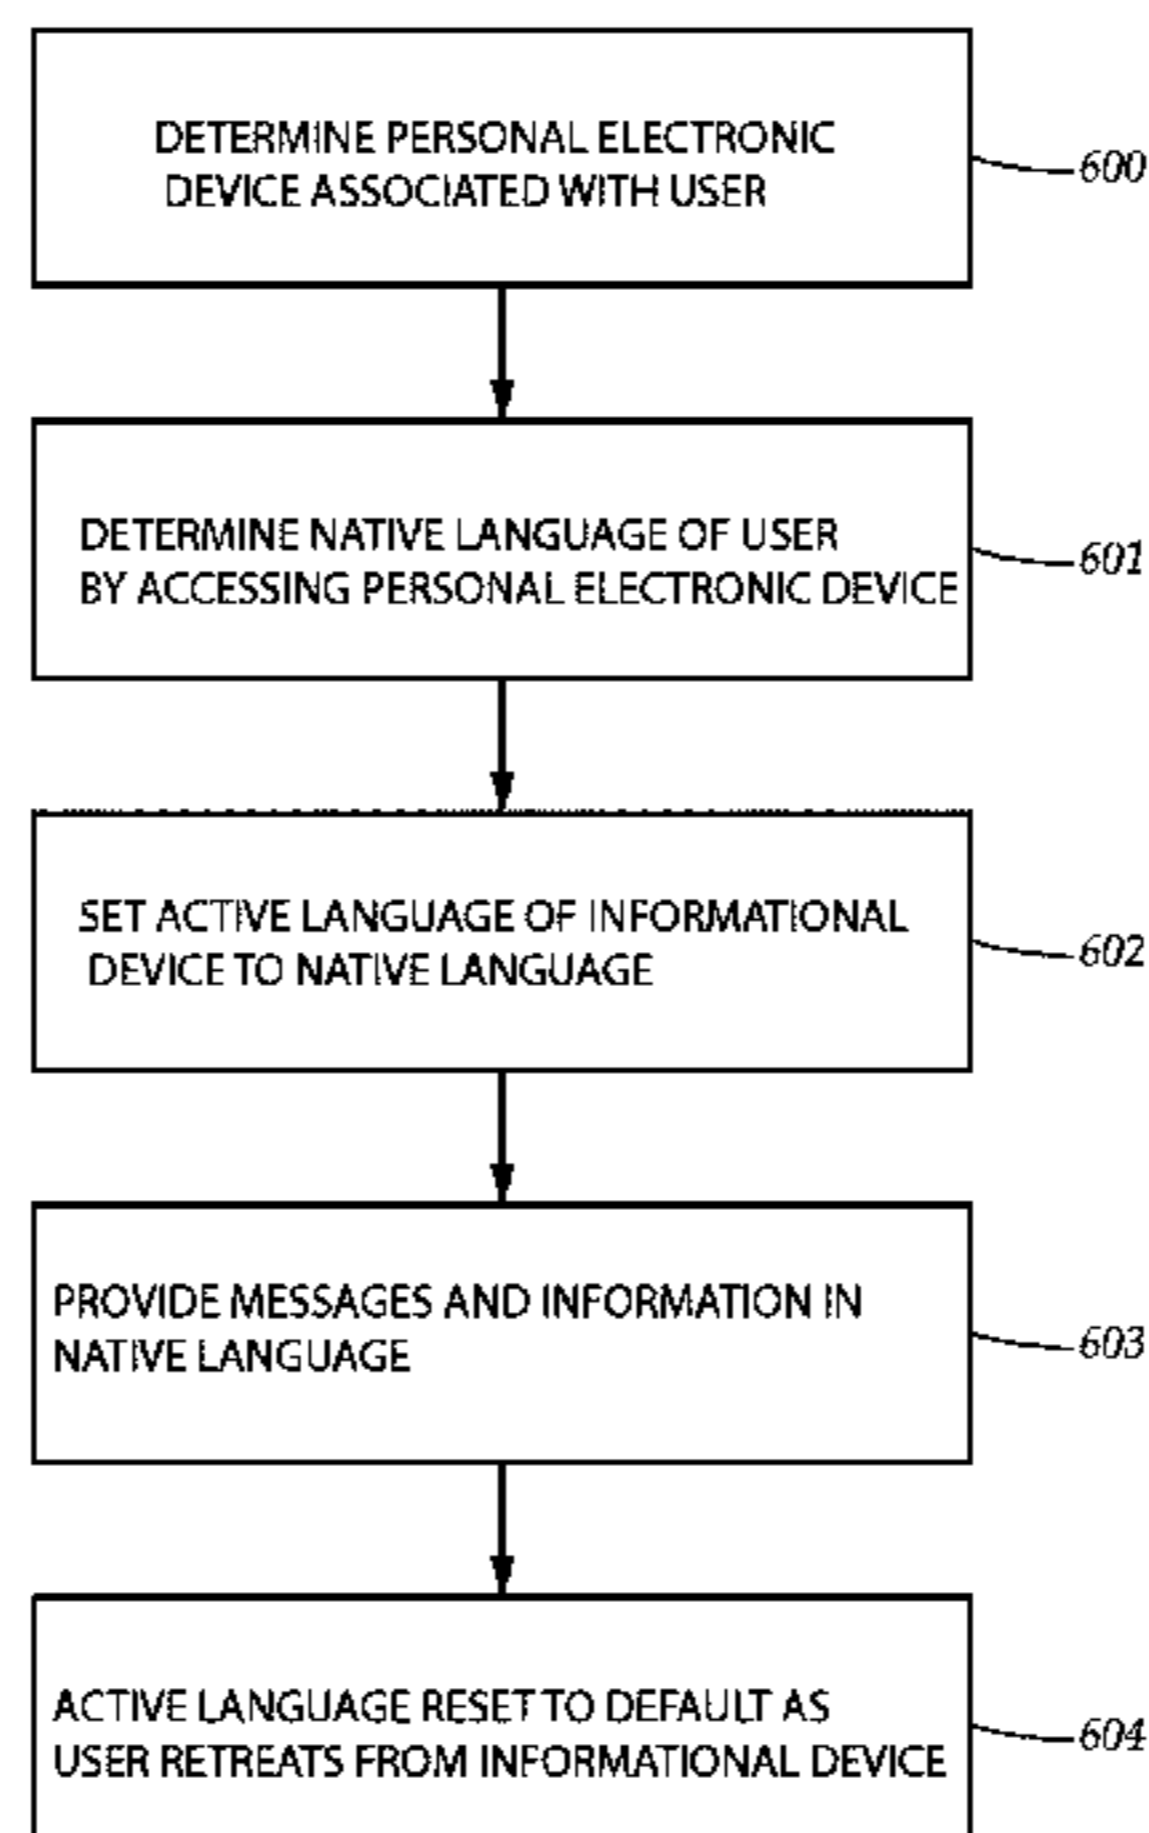 DETERMINE PERSONAL ELECTRONIC
DEVICE ASSOCIATED WITH USER
600
DETERMINE NATIVE LANGUAGE OF USER
BY ACCESSING PERSONAL ELECTRONIC DEVICE
601
SET ACTIVE LANGUAGE OF INFORMATIONAL
DEVICE TO NATIVE LANGUAGE
602
PROVIDE MESSAGES AND INFORMATION IN
NATIVE LANGUAGE
603
ACTIVE LANGUAGE RESET TO DEFAULT AS
USER RETREATS FROM INFORMATIONAL DEVICE
604